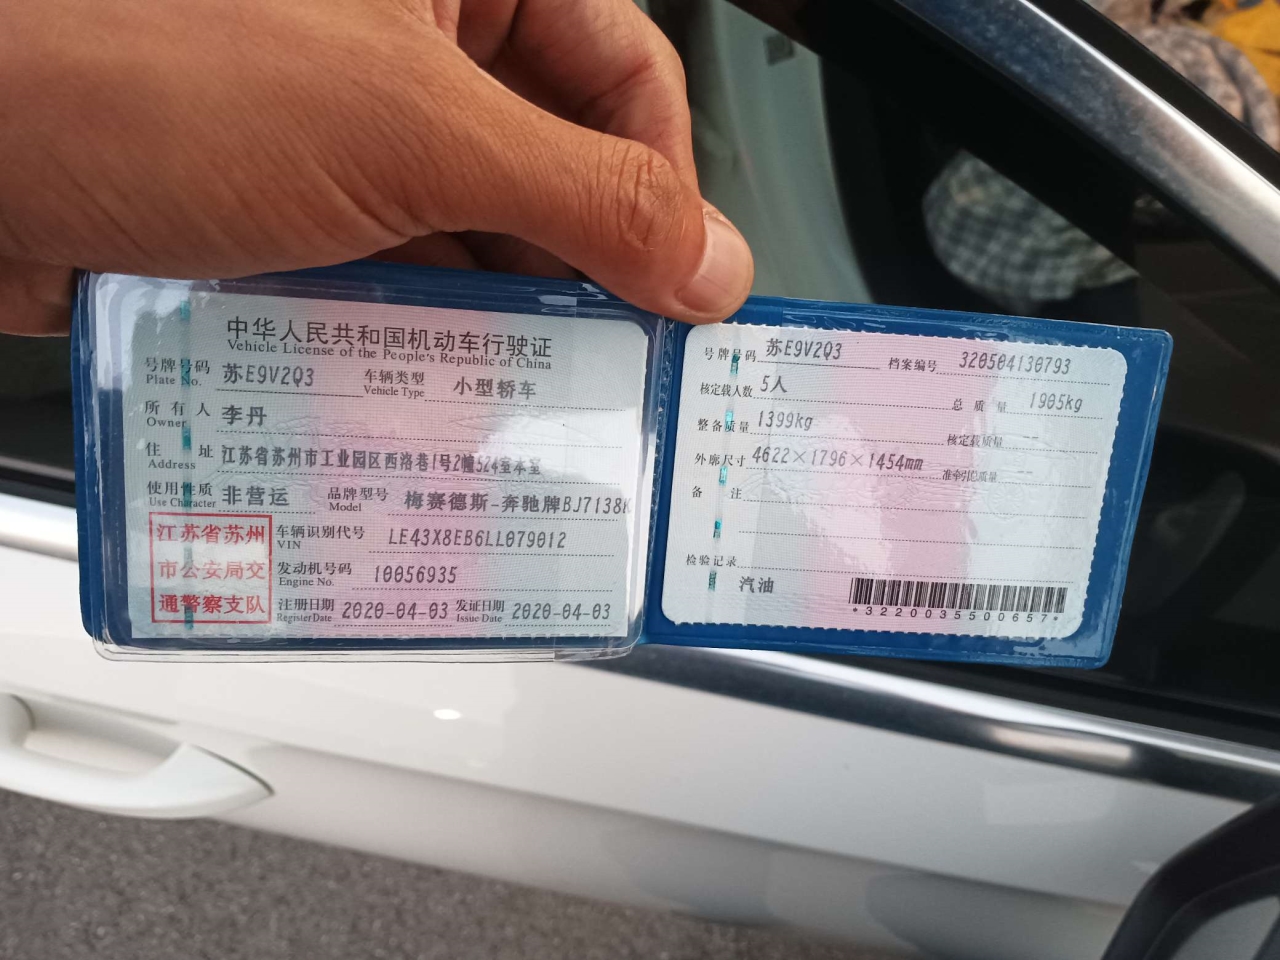 中华人民共和国机动车行驶证
Vehicle License of the People's Republic of China
号牌号码 苏E9V2Q3 车辆类型 小型轿车
Plate No. Vehicle Type
所有人 李丹
Owner
住址 江苏省苏州市工业园区西洛巷1号2幢524室本室
Address
使用性质 非营运 品牌型号 梅赛德斯-奔驰牌BJ7138K
Use Character Model
江苏省苏州
市公安局交
通警察支队
车辆识别代号 LE43X8EB6LL079012
VIN
发动机号码 10056935
Engine No.
注册日期 2020-04-03 发证日期 2020-04-03
Register Date Issue Date
号牌号码 苏E9V2Q3 档案编号 320504130793
核定载人数 5人 总质量 1905kg
整备质量 1399kg 核定载质量 --
外廓尺寸 4622×1796×1454mm 准牵引总质量 --
备注
检验记录
汽油
*3220035500657*